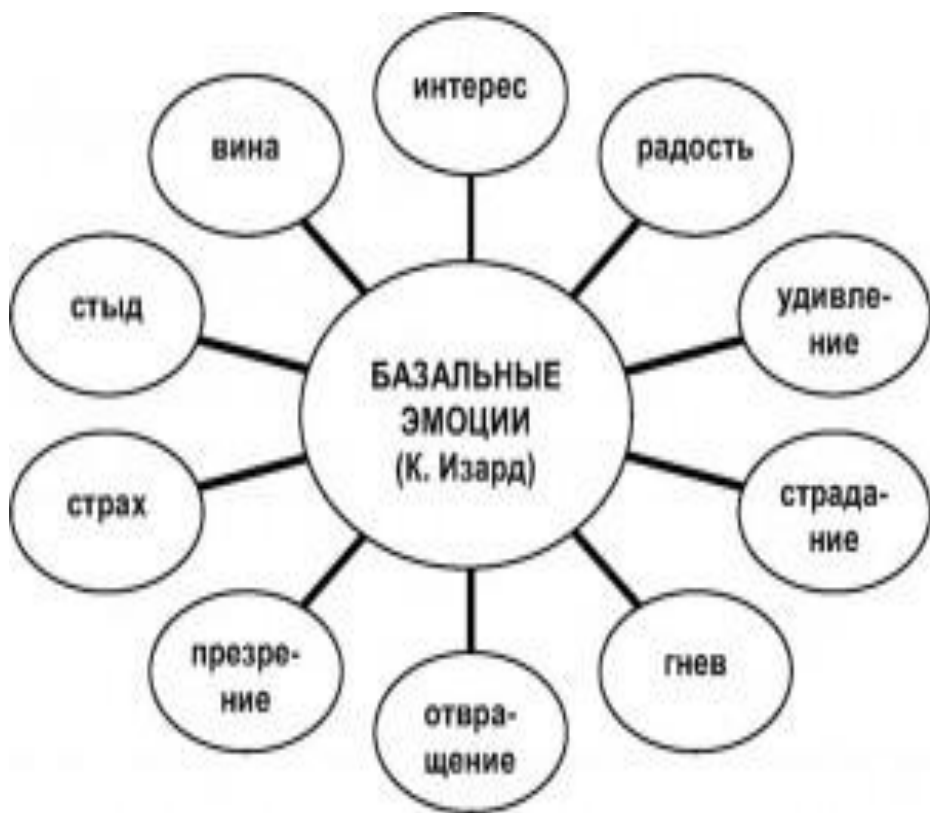 интерес
вина
радость
стыд
удивле-
ние
БАЗАЛЬНЫЕ
ЭМОЦИИ
(К. Изард)
страх
страда-
ние
презре-
ние
гнев
отвра-
щение